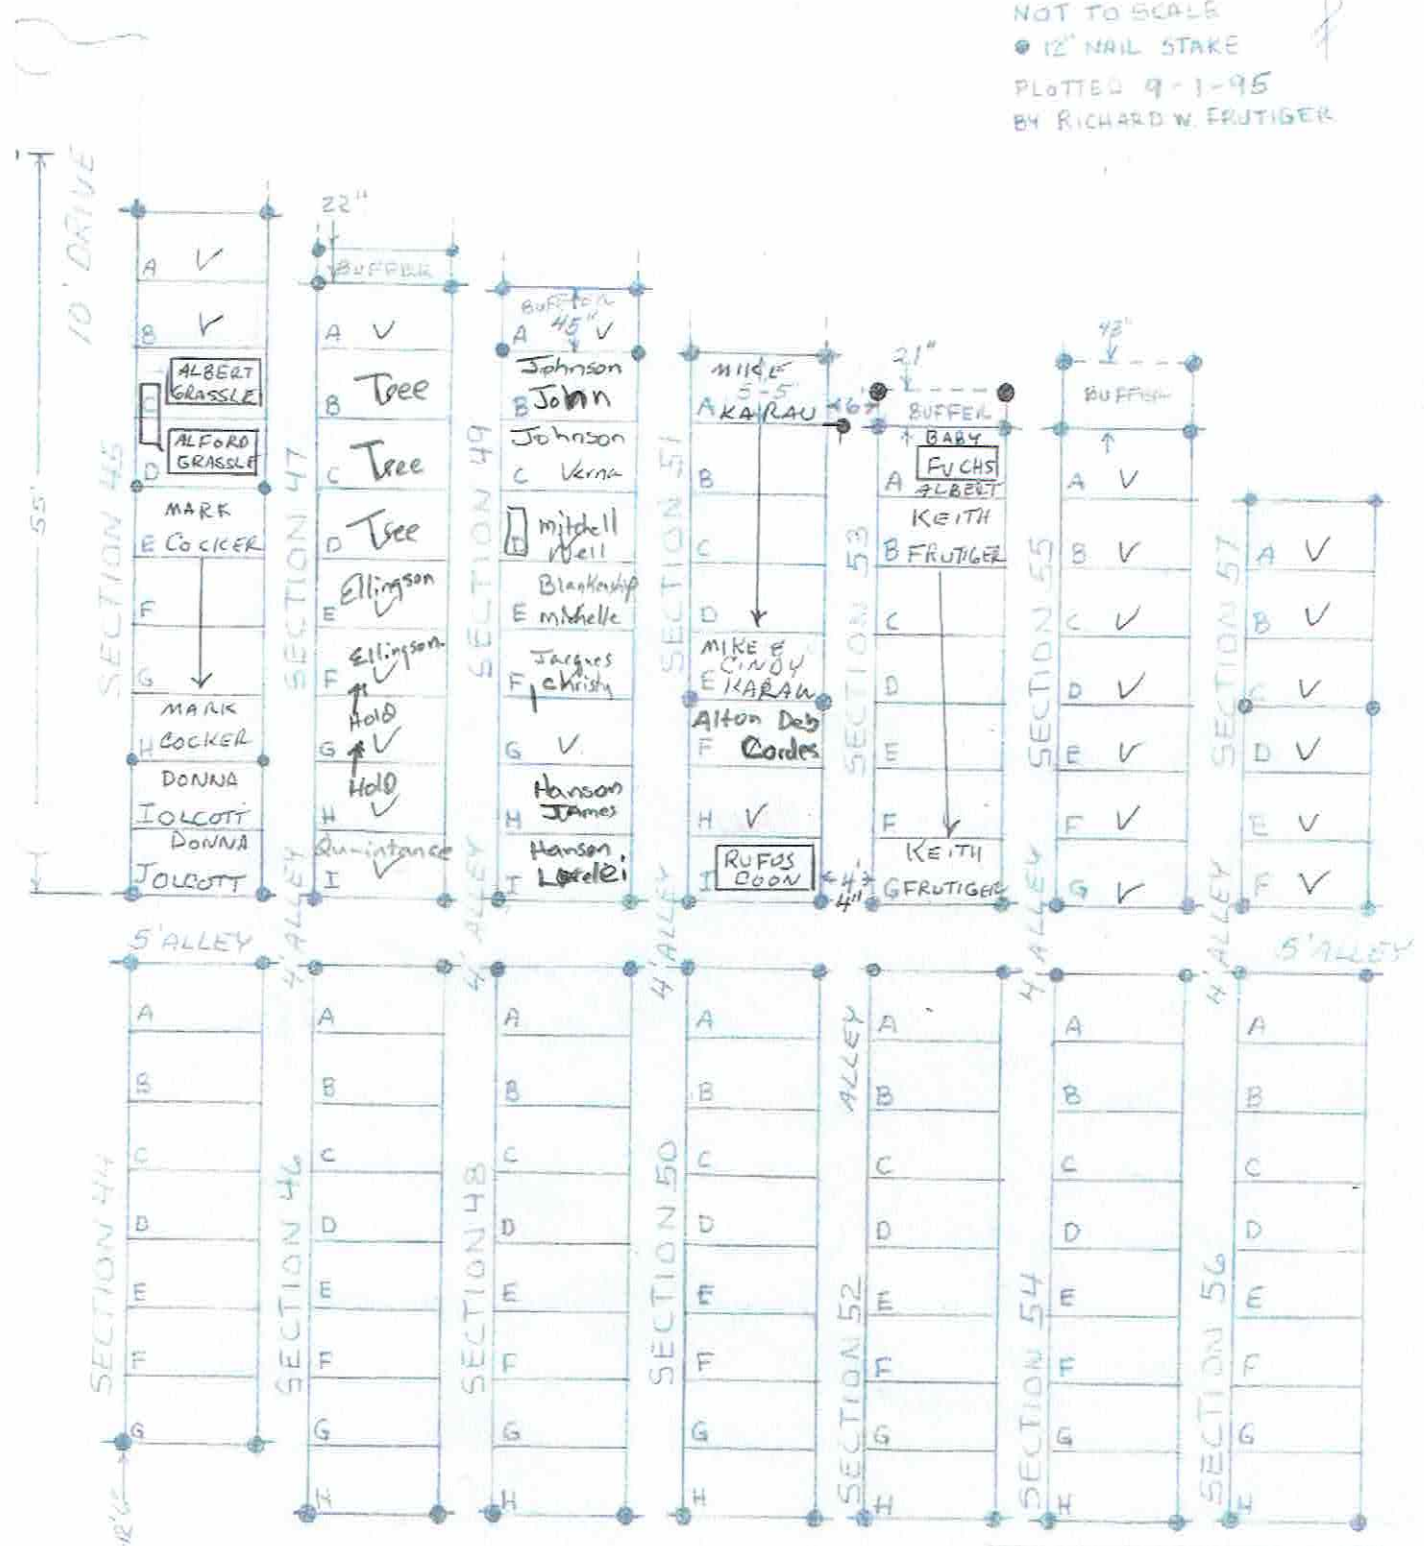 NOT TO SCALE
12" NAIL STAKE
PLOTTED 9-1-95
BY RICHARD W. FRUTIGER
55'
10' DRIVE
SECTION 45
A V
B V
ALBERT
GRASSLE
C
ALFORD
GRASSLE
D
MARK
E COCKER
F
G
MARK
H COCKER
DONNA
I OLCOTT
DONNA
J OLCOTT
SECTION 47
22"
BUFFER
A V
B Tree
C Tree
D Tree
Ellingson
E V
Ellingson
F V
Hold
G V
Hold
H V
Quintance
I V
4' ALLEY
SECTION 49
BUFFER
45"
A V
Johnson
B John
Johnson
C Verna
D Mitchell
Blankenship
E michelle
Jacques
F Christy
G V
Hanson
H James
Hanson
I Lordei
4' ALLEY
SECTION 51
MIKE
5-5'
A KARAU
B
C
D
MIKE &
CINDY
E KARAU
Alton Deb
F Cordes
H V
RUFUS
I COON
4' ALLEY
4'
4"
SECTION 53
21"
BUFFER
BABY
FUCHS
A ALBERT
KEITH
B FRUTIGER
C
D
E
F
KEITH
G FRUTIGER
SECTION 55
43"
BUFFER
A V
B V
C V
D V
E V
F V
G V
4' ALLEY
SECTION 57
A V
B V
C V
D V
E V
F V
4' ALLEY
5' ALLEY
5' ALLEY
SECTION 44
A
B
C
D
E
F
G
SECTION 46
A
B
C
D
E
F
G
H
SECTION 48
A
B
C
D
E
F
G
H
SECTION 50
A
B
C
D
E
F
G
H
ALLEY
SECTION 52
A
B
C
D
E
F
G
H
SECTION 54
A
B
C
D
E
F
G
H
SECTION 56
A
B
C
D
E
F
G
H